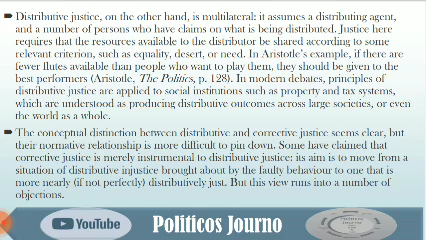 Distributive justice, on the other hand, is multilateral: it assumes a distributing agent,
and a number of persons who have claims on what is being distributed. Justice here
requires that the resources available to the distributor be shared according to some
relevant criterion, such as equality, desert, or need. In Aristotle's example, if there are
fewer flutes available than people who want to play them, they should be given to the
best performers (Aristotle, The Politics, p. 128). In modern debates, principles of
distributive justice are applied to social institutions such as property and tax systems,
which are understood as producing distributive outcomes across large societies, or even
the world as a whole.
The conceptual distinction between distributive and corrective justice seems clear, but
their normative relationship is more difficult to pin down. Some have claimed that
corrective justice is merely instrumental to distributive justice: its aim is to move from a
situation of distributive injustice brought about by the faulty behaviour to one that is
more nearly (if not perfectly) distributively just. But this view runs into a number of
objections.
YouTube Politicos Journo